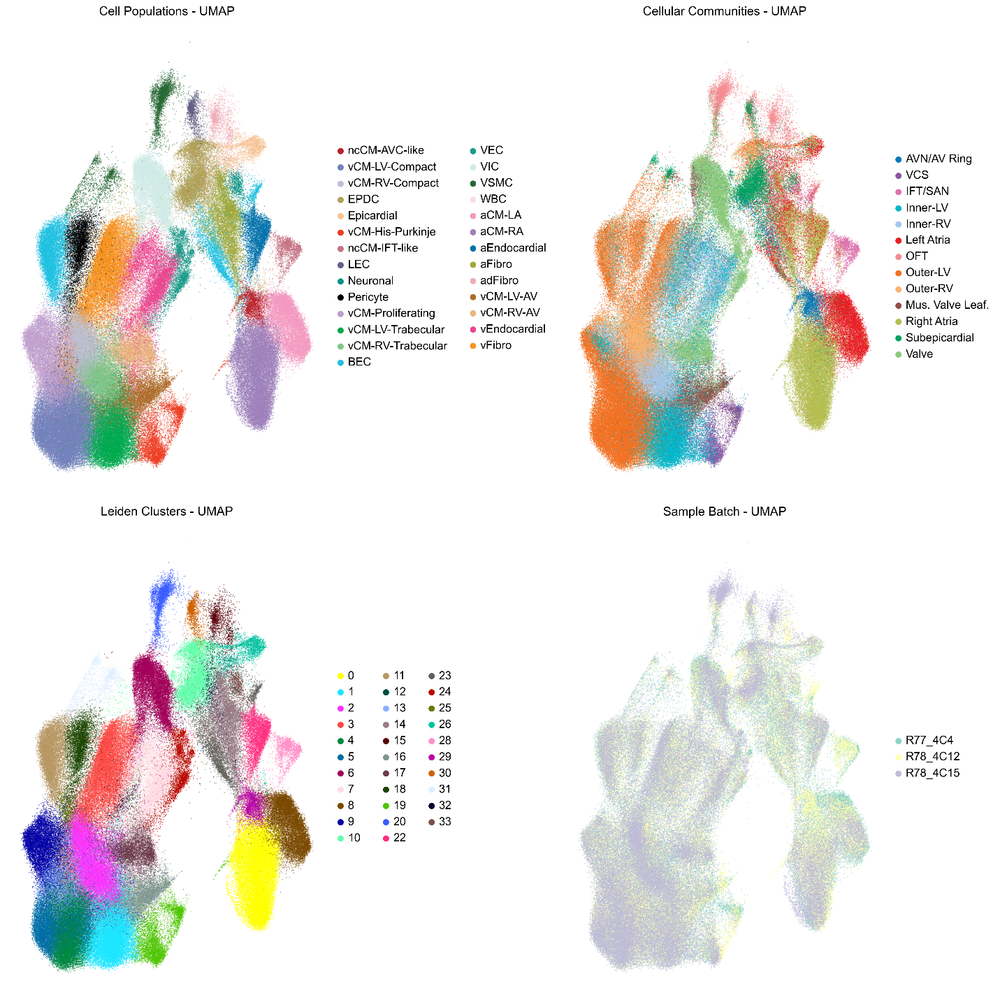 Cell Populations - UMAP
ncCM-AVC-like
vCM-LV-Compact
vCM-RV-Compact
EPDC
Epicardial
vCM-His-Purkinje
ncCM-IFT-like
LEC
Neuronal
Pericyte
vCM-Proliferating
vCM-LV-Trabecular
vCM-RV-Trabecular
BEC
VEC
VIC
VSMC
WBC
aCM-LA
aCM-RA
aEndocardial
aFibro
adFibro
vCM-LV-AV
vCM-RV-AV
vEndocardial
vFibro
Cellular Communities - UMAP
AVN/AV Ring
VCS
IFT/SAN
Inner-LV
Inner-RV
Left Atria
OFT
Outer-LV
Outer-RV
Mus. Valve Leaf.
Right Atria
Subepicardial
Valve
Leiden Clusters - UMAP
0
1
2
3
4
5
6
7
8
9
10
11
12
13
14
15
16
17
18
19
20
22
23
24
25
26
28
29
30
31
32
33
Sample Batch - UMAP
R77_4C4
R78_4C12
R78_4C15